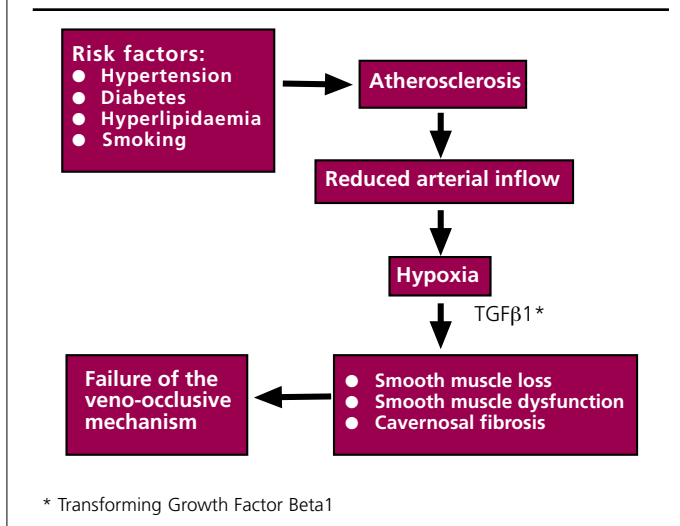 Risk factors:
● Hypertension
● Diabetes
● Hyperlipidaemia
● Smoking
Atherosclerosis
Reduced arterial inflow
Hypoxia
TGFβ1*
● Smooth muscle loss
● Smooth muscle dysfunction
● Cavernosal fibrosis
Failure of the
veno-occlusive
mechanism
* Transforming Growth Factor Beta1